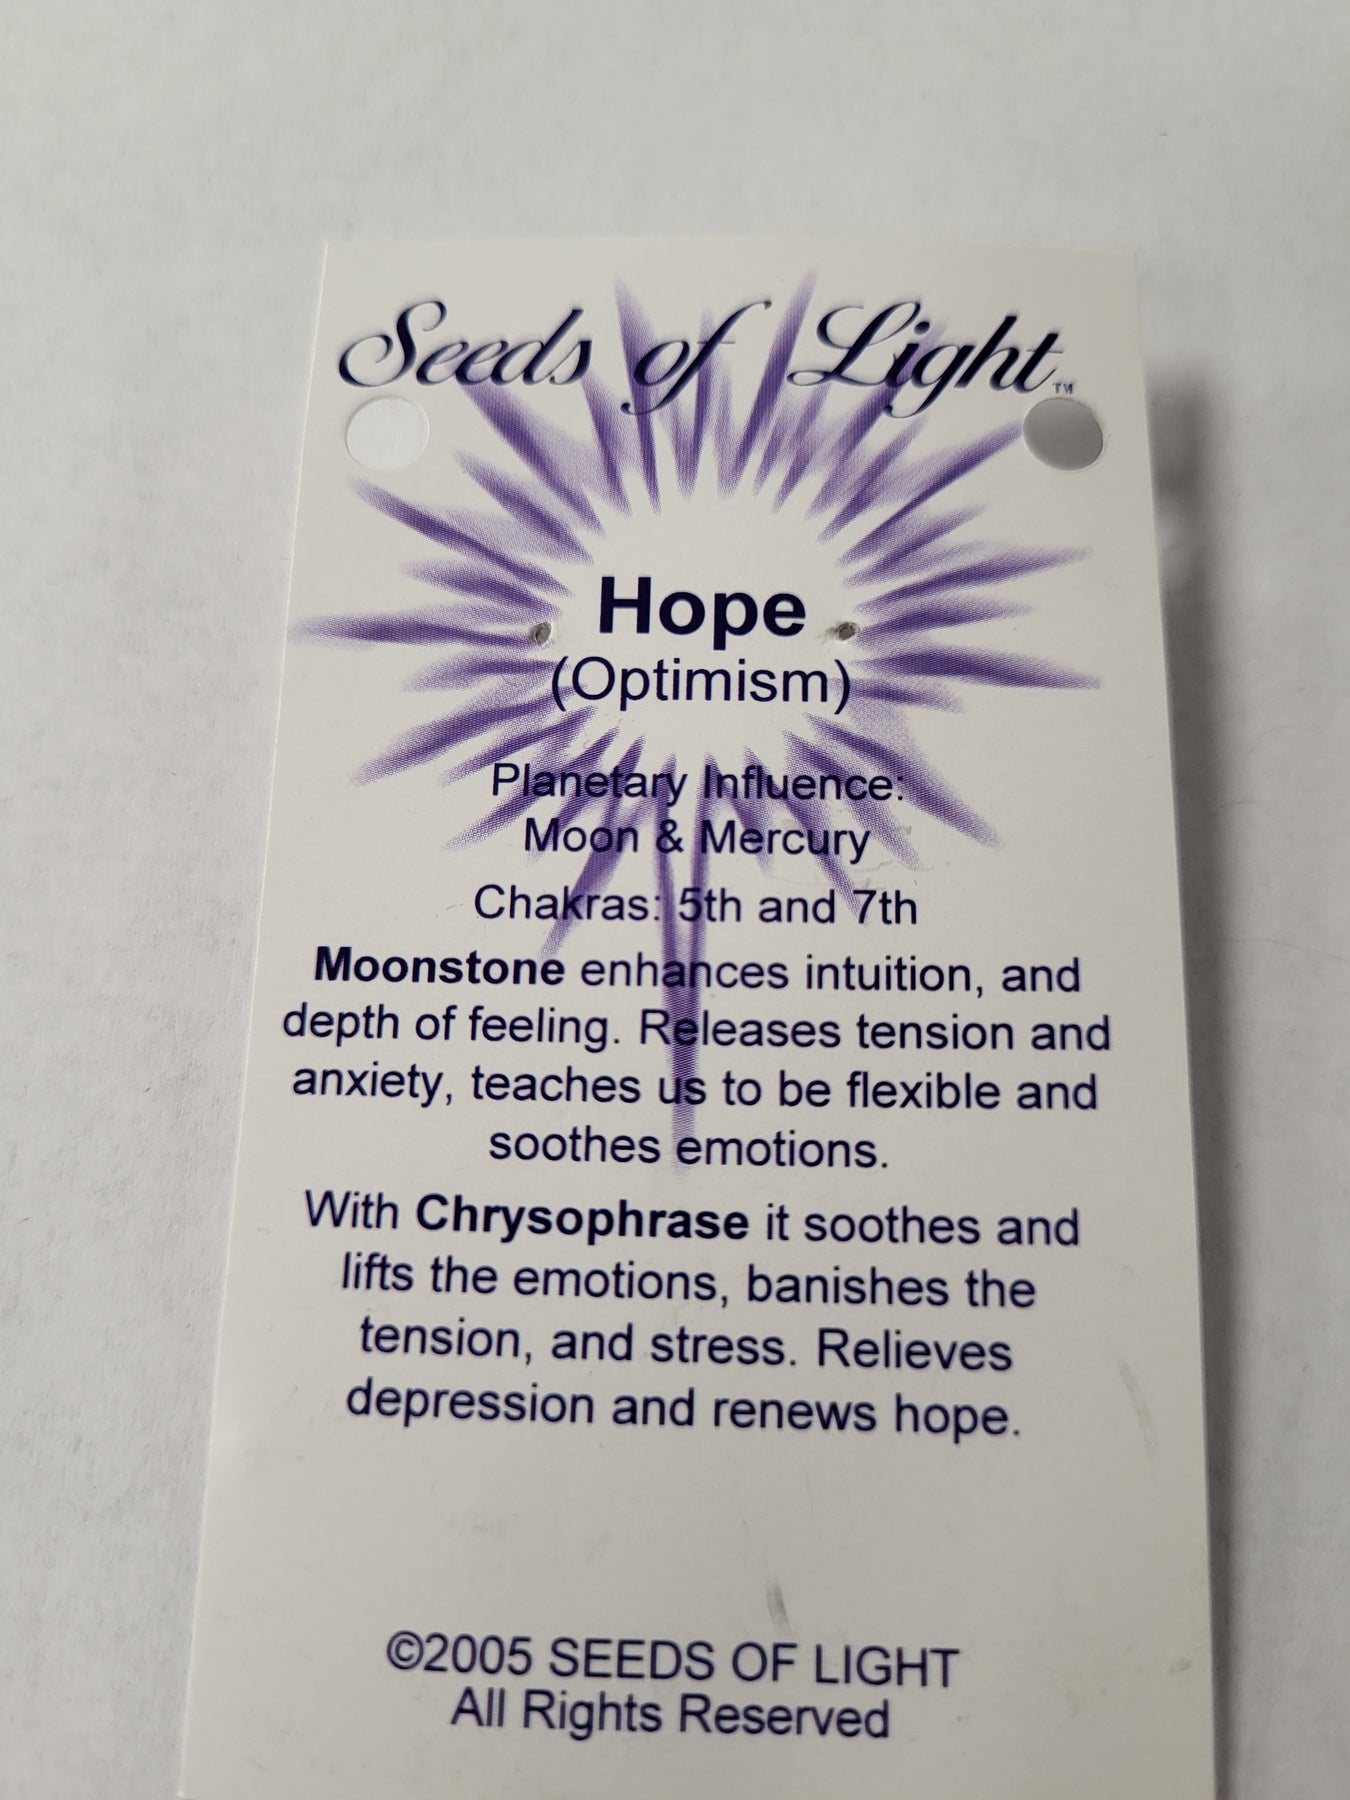 Seeds of Light™
Hope
(Optimism)
Planetary Influence:
Moon & Mercury
Chakras: 5th and 7th
Moonstone enhances intuition, and
depth of feeling. Releases tension and
anxiety, teaches us to be flexible and
soothes emotions.
With Chrysophrase it soothes and
lifts the emotions, banishes the
tension, and stress. Relieves
depression and renews hope.
©2005 SEEDS OF LIGHT
All Rights Reserved